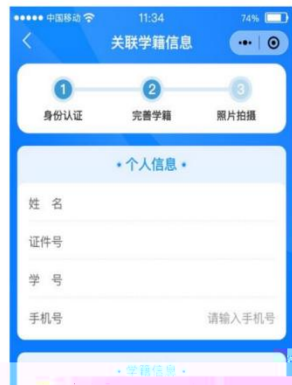 中国移动 11:34 74%
关联学籍信息
1 2 3
身份认证 完善学籍 照片拍摄
• 个人信息 •
姓 名
证件号
学 号
手机号 请输入手机号
• 学籍信息 •